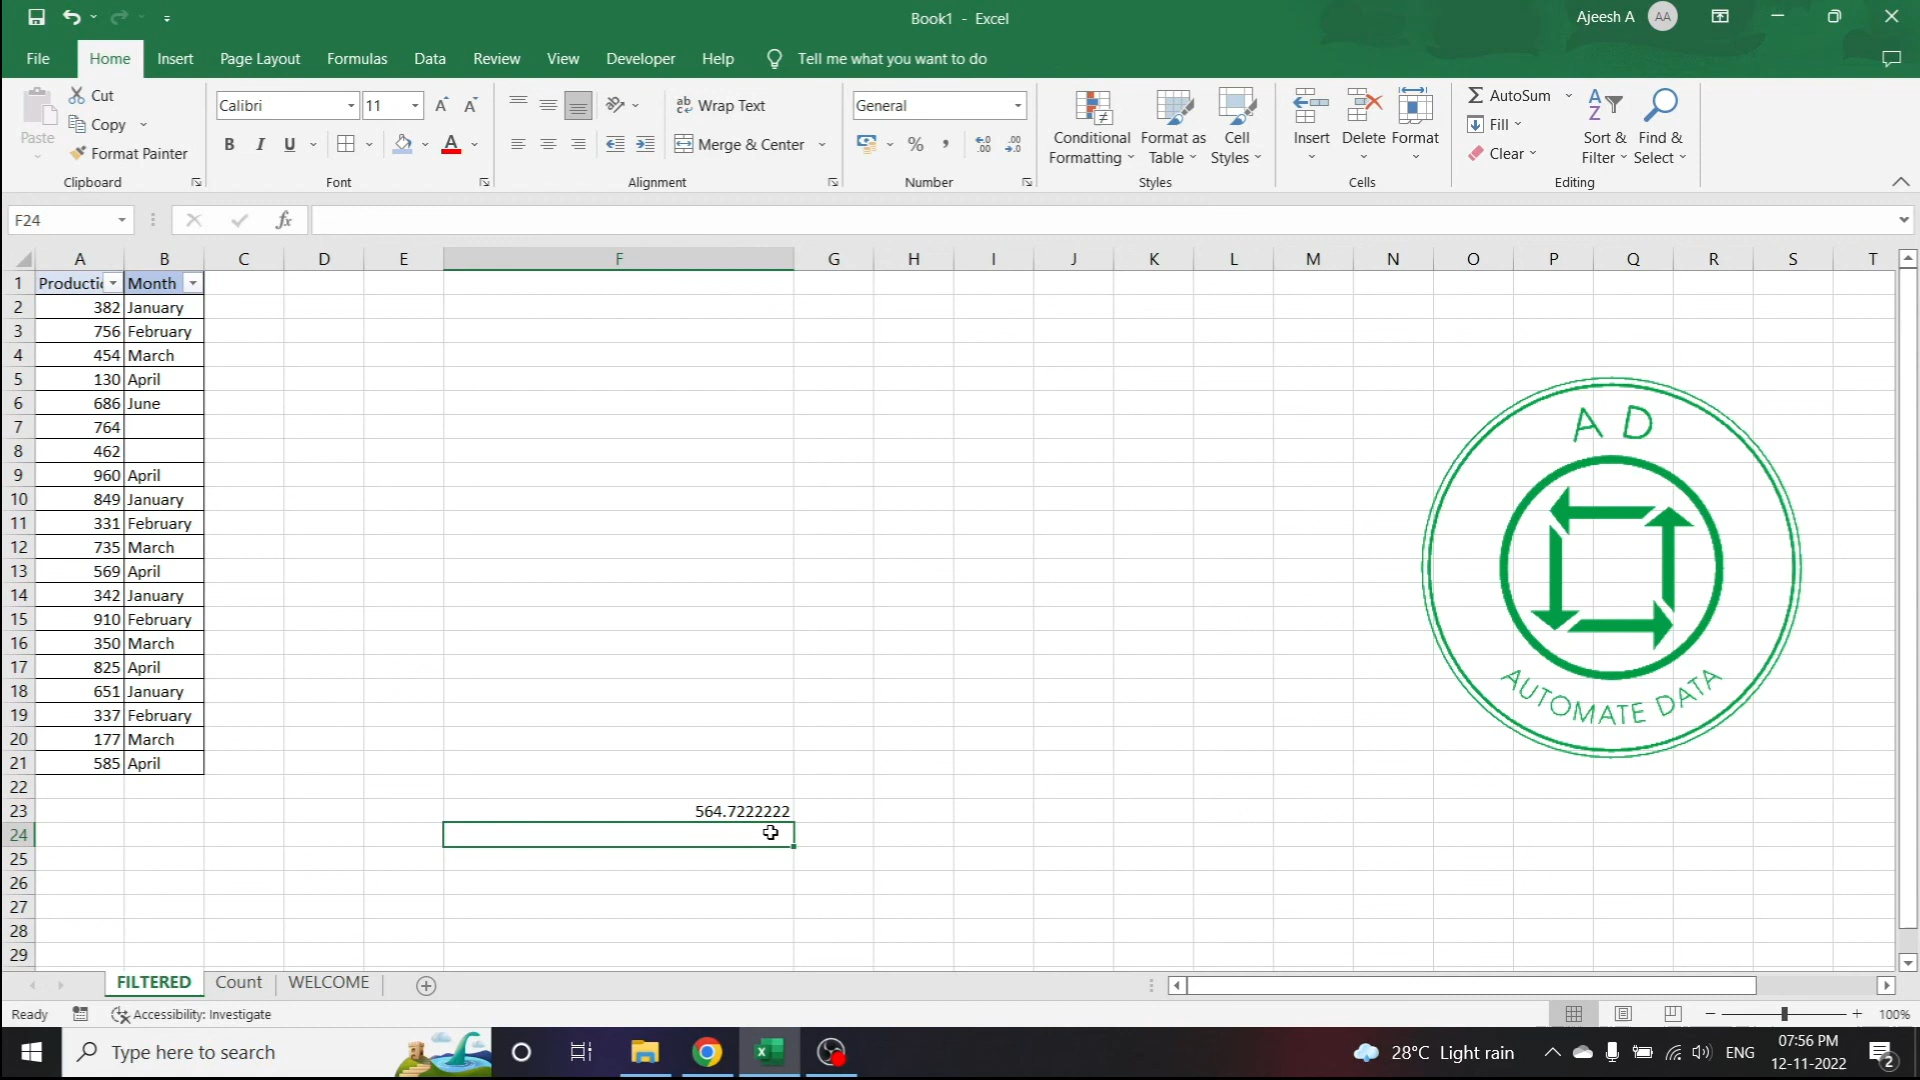 Book1 - Excel
Ajeesh A AA
File Home Insert Page Layout Formulas Data Review View Developer Help Tell me what you want to do
Paste
Cut
Copy
Format Painter
Clipboard
Calibri 11
B I U
Font
Wrap Text
Merge & Center
Alignment
General
Number
Conditional Formatting
Format as Table
Cell Styles
Styles
Insert Delete Format
Cells
AutoSum
Fill
Clear
Sort & Filter
Find & Select
Editing
F24 fx
A B C D E F G H I J K L M N O P Q R S T
1 Producti Month
2 382 January
3 756 February
4 454 March
5 130 April
6 686 June
7 764
8 462
9 960 April
10 849 January
11 331 February
12 735 March
13 569 April
14 342 January
15 910 February
16 350 March
17 825 April
18 651 January
19 337 February
20 177 March
21 585 April
22
23 564.7222222
24
25
26
27
28
29
A D
AUTOMATE DATA
FILTERED Count WELCOME
Ready Accessibility: Investigate 100%
Type here to search
28°C Light rain ENG
07:56 PM
12-11-2022
2